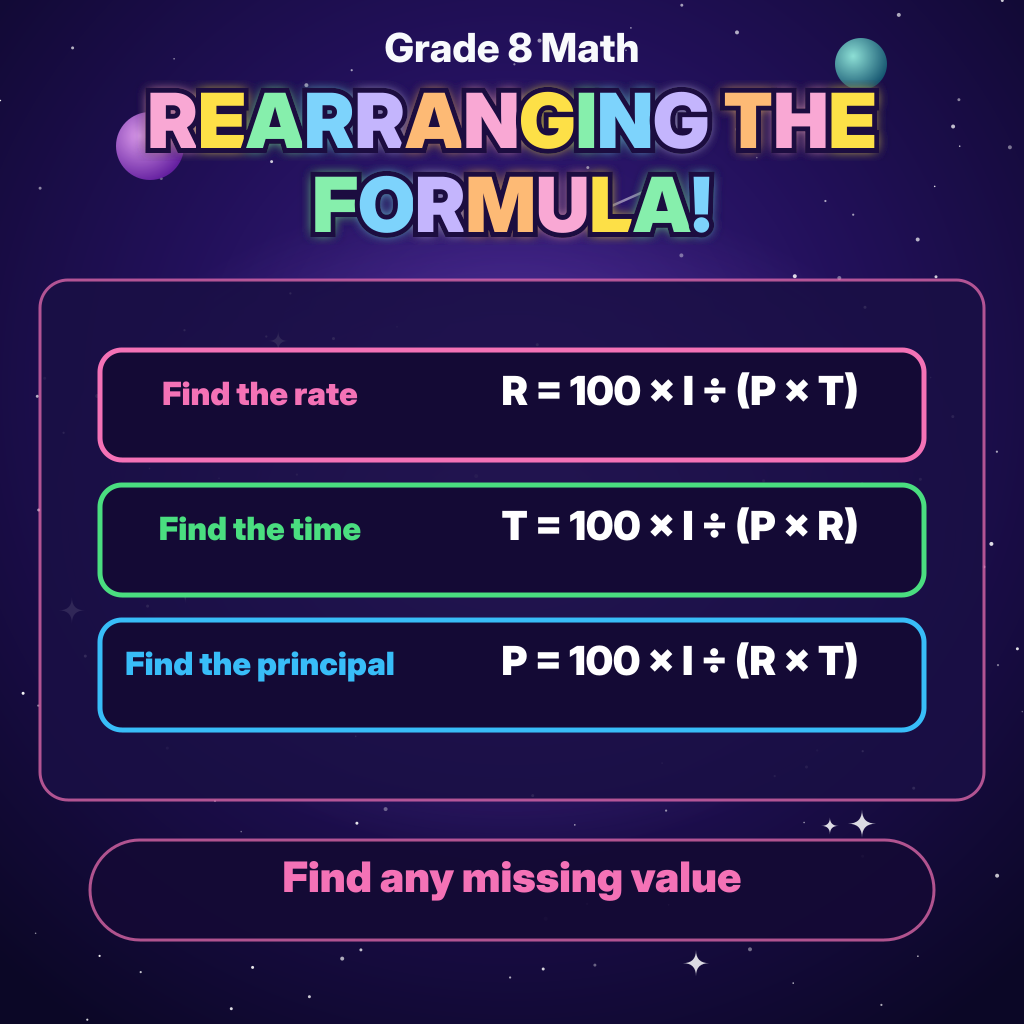 Grade 8 Math
REARRANGING THE
FORMULA!
Find the rate
R = 100 × I ÷ (P × T)
Find the time
T = 100 × I ÷ (P × R)
Find the principal
P = 100 × I ÷ (R × T)
Find any missing value